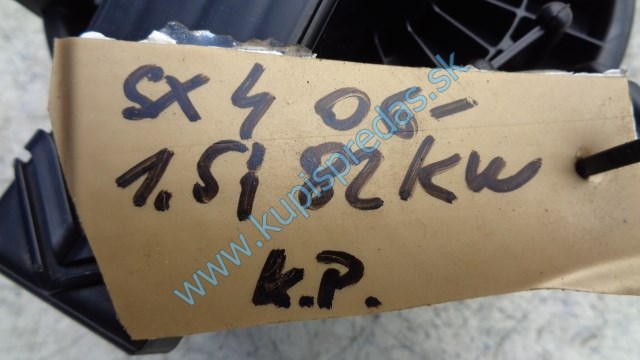 SX4 06-
1.5i 82kW
K.P.
www.kupispredas.sk